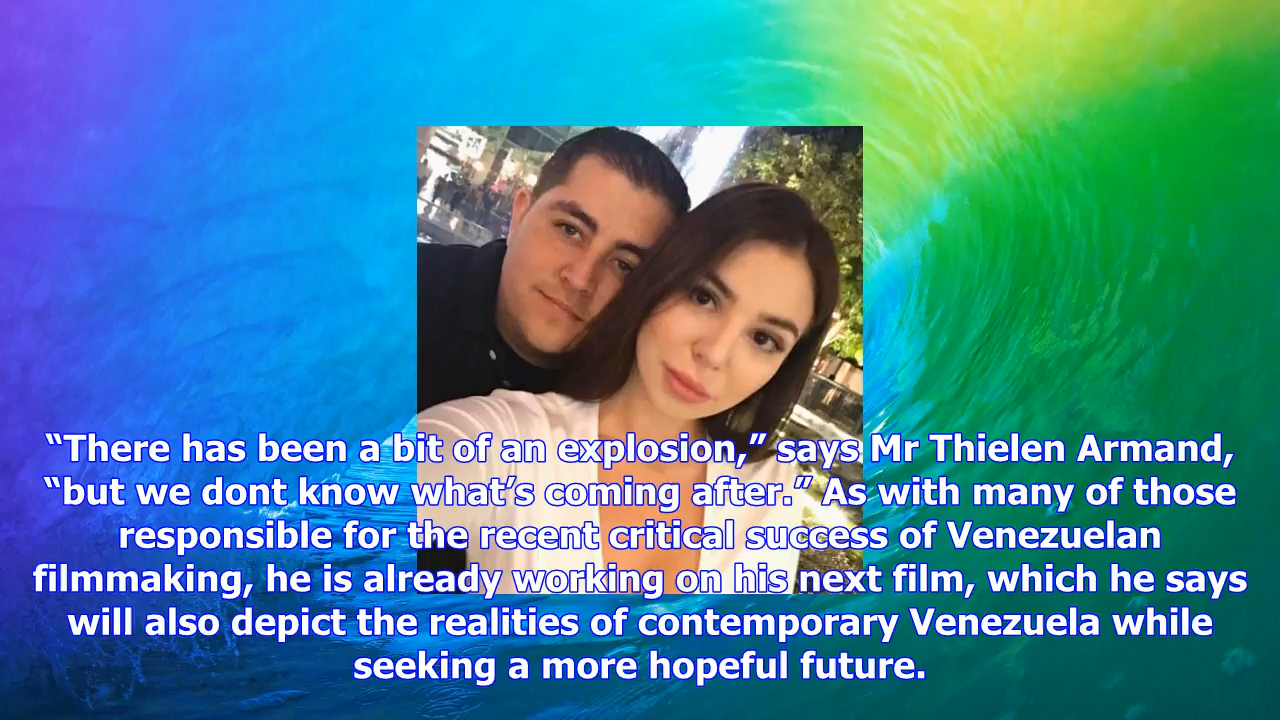 “There has been a bit of an explosion,” says Mr Thielen Armand,
“but we dont know what’s coming after.” As with many of those
responsible for the recent critical success of Venezuelan
filmmaking, he is already working on his next film, which he says
will also depict the realities of contemporary Venezuela while
seeking a more hopeful future.